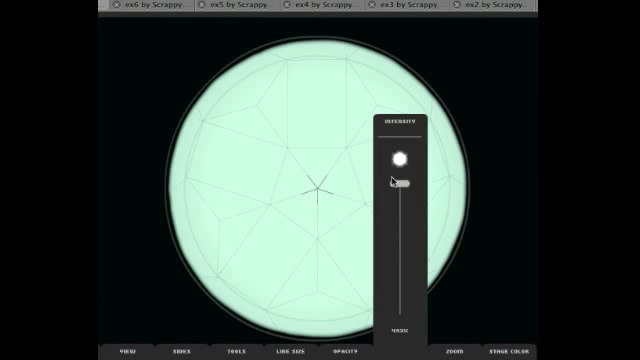 ex6 by Scrappy... ex5 by Scrappy... ex4 by Scrappy... ex3 by Scrappy... ex2 by Scrappy...
INTENSITY
VIEW SIDES TOOLS LINE SIZE OPACITY ZOOM STAGE COLOR